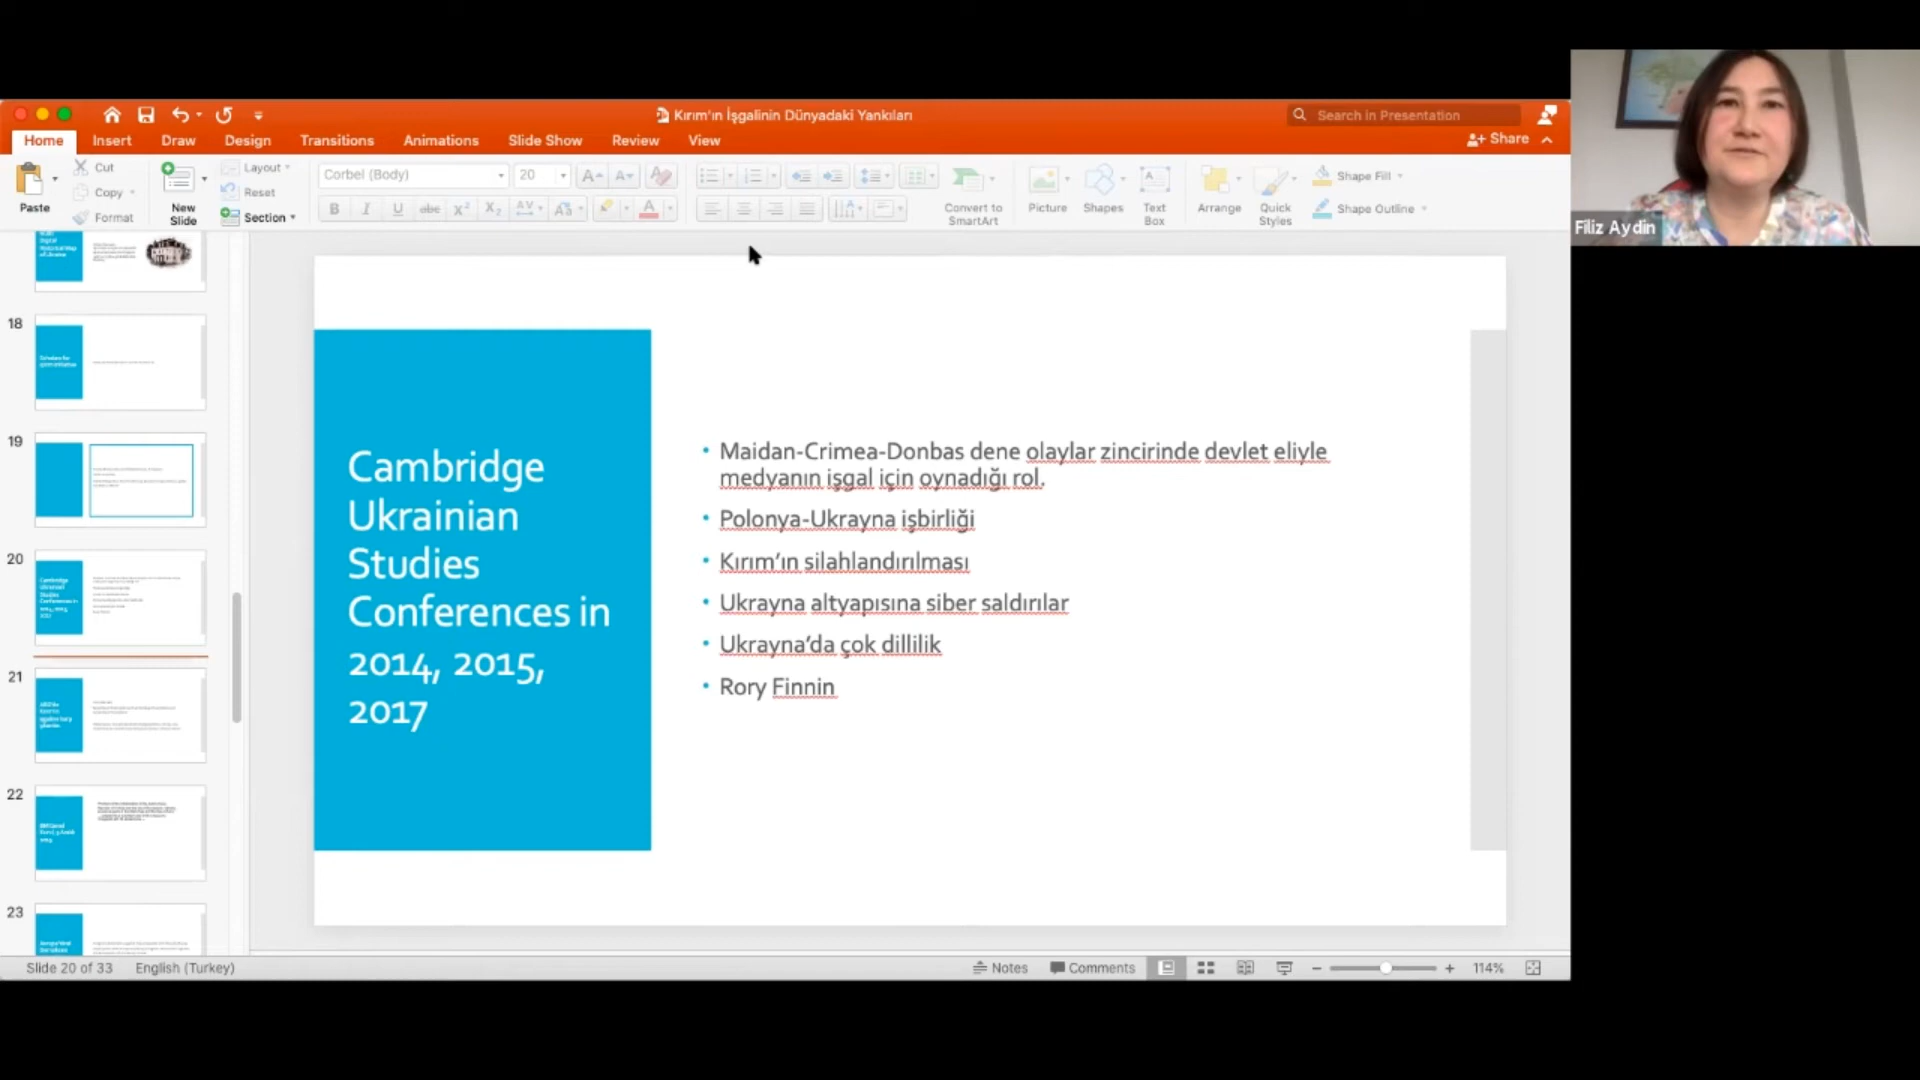 Kırım'ın İşgalinin Dünyadaki Yankıları
Search in Presentation
Home Insert Draw Design Transitions Animations Slide Show Review View
Share
Paste
Cut
Copy
Format
New Slide
Layout
Reset
Section
Corbel (Body) 20
Convert to SmartArt
Picture
Shapes
Text Box
Arrange
Quick Styles
Shape Fill
Shape Outline
Filiz Aydin
18
19
20
21
22
23
Cambridge
Ukrainian
Studies
Conferences in
2014, 2015,
2017
• Maidan-Crimea-Donbas dene olaylar zincirinde devlet eliyle
medyanın işgal için oynadığı rol.
• Polonya-Ukrayna işbirliği
• Kırım'ın silahlandırılması
• Ukrayna altyapısına siber saldırılar
• Ukrayna'da çok dillilik
• Rory Finnin
Slide 20 of 33 English (Turkey)
Notes Comments 114%